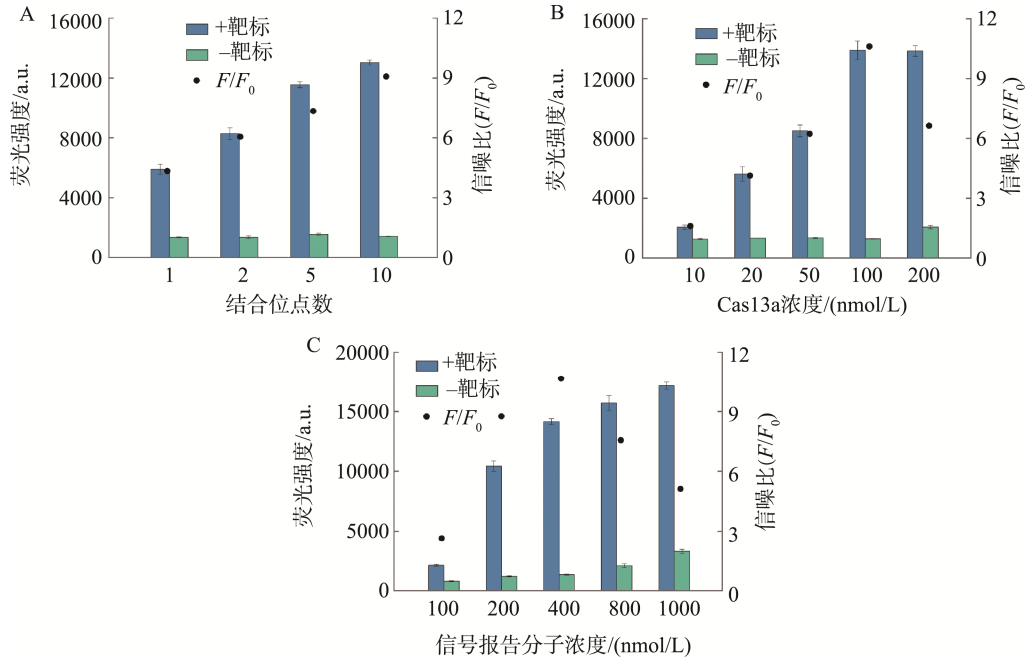 A
16000
12000
8000
4000
0
荧光强度/a.u.
+靶标
–靶标
F/F0
12
9
6
3
0
信噪比(F/F0)
1 2 5 10
结合位点数
B
16000
12000
8000
4000
0
荧光强度/a.u.
+靶标
–靶标
F/F0
12
9
6
3
0
信噪比(F/F0)
10 20 50 100 200
Cas13a浓度/(nmol/L)
C
20000
15000
10000
5000
0
荧光强度/a.u.
+靶标
–靶标
F/F0
12
9
6
3
0
信噪比(F/F0)
100 200 400 800 1000
信号报告分子浓度/(nmol/L)